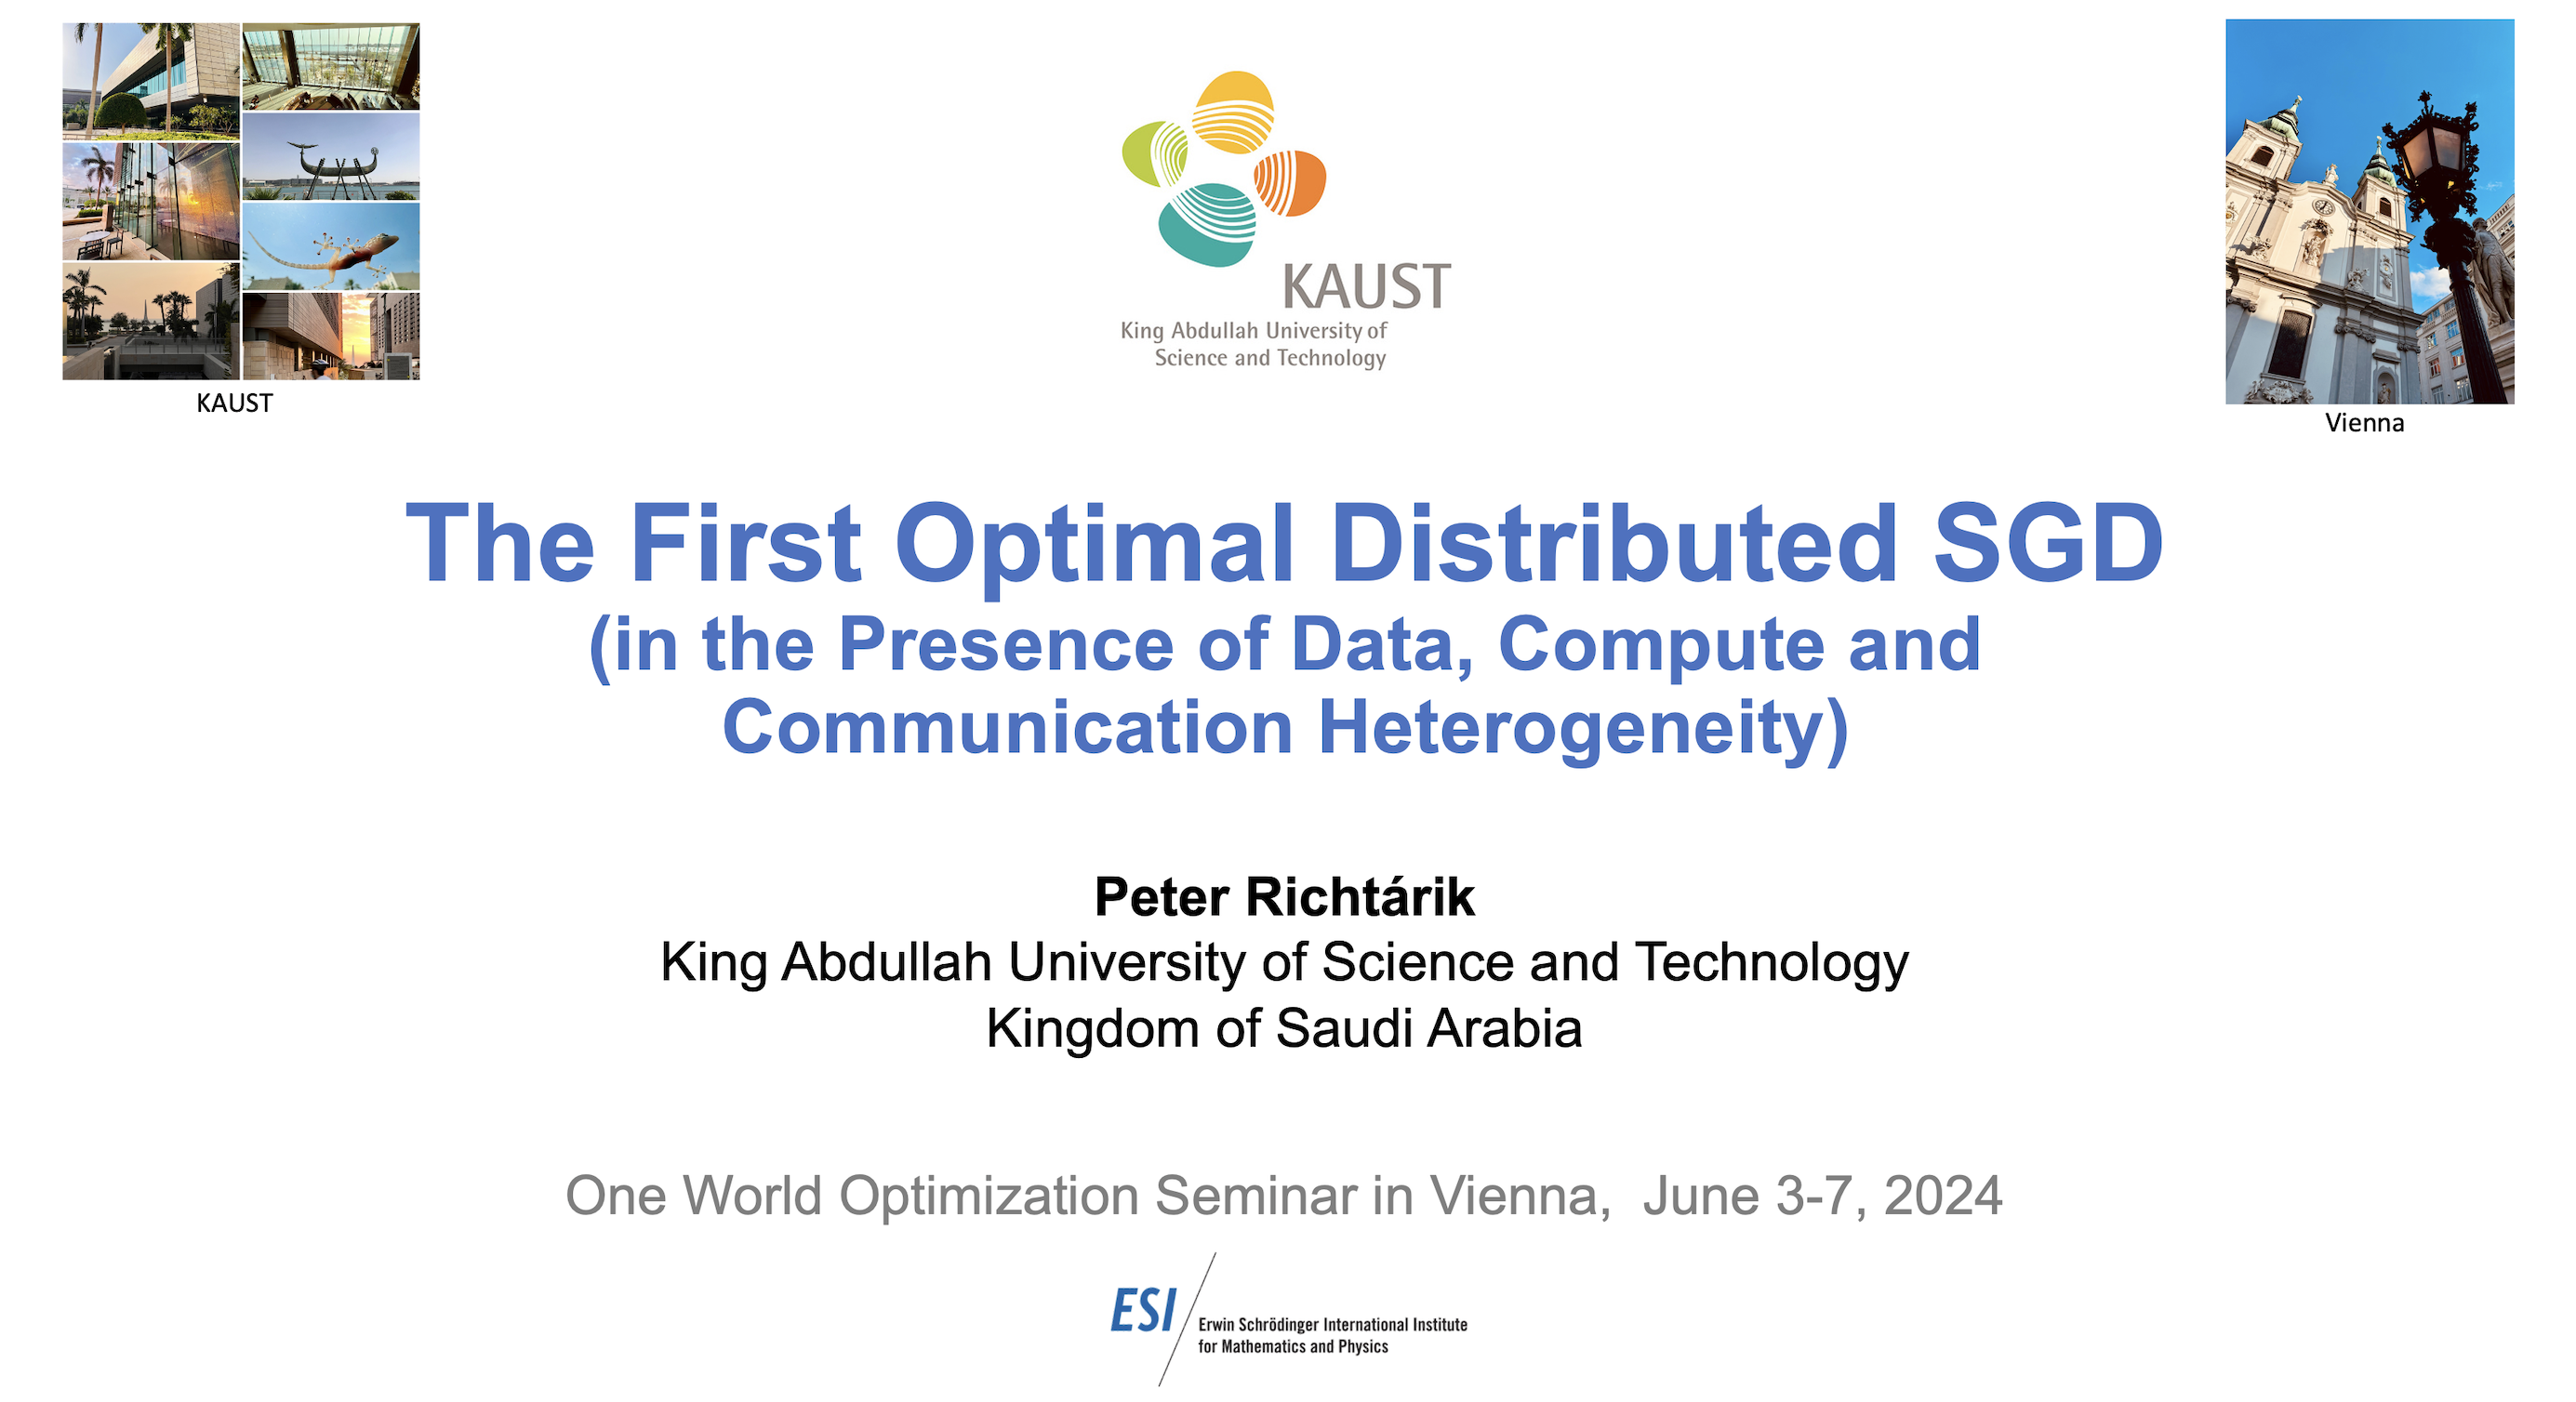 KAUST
King Abdullah University of
Science and Technology
KAUST
Vienna
The First Optimal Distributed SGD
(in the Presence of Data, Compute and
Communication Heterogeneity)
Peter Richtárik
King Abdullah University of Science and Technology
Kingdom of Saudi Arabia
One World Optimization Seminar in Vienna,  June 3-7, 2024
ESI
Erwin Schrödinger International Institute
for Mathematics and Physics